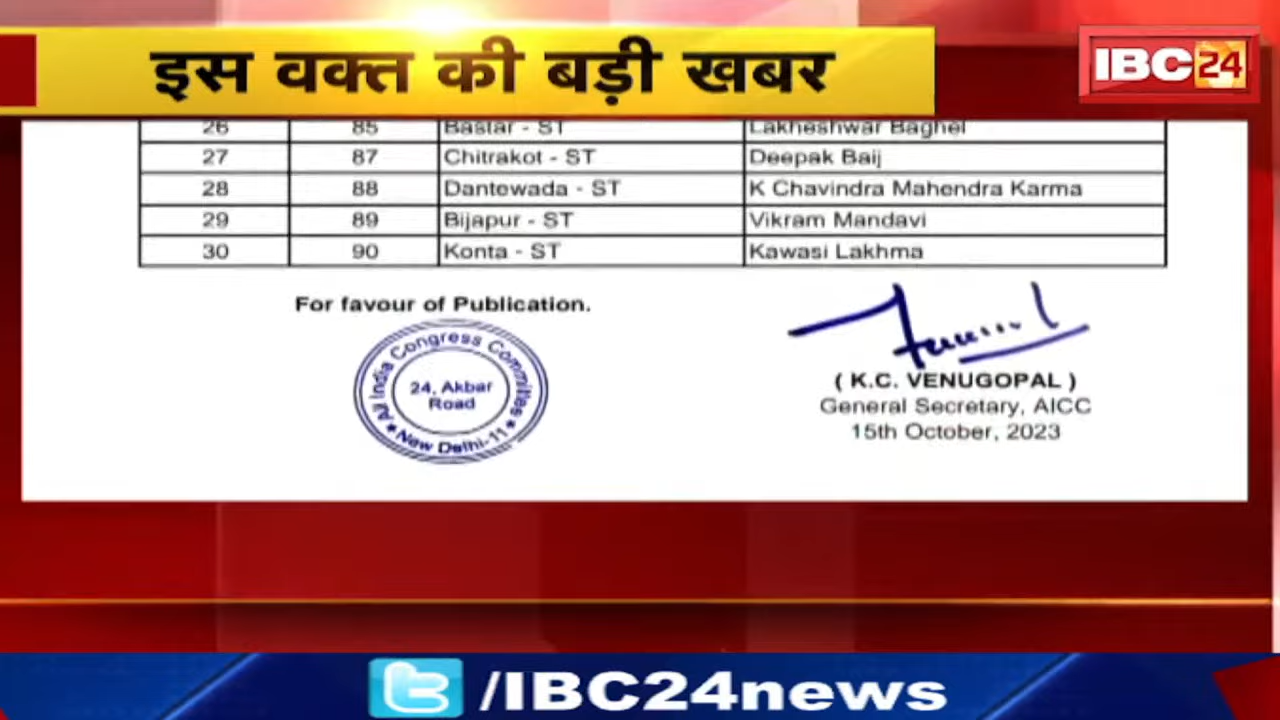 इस वक्त की बड़ी खबर
IBC24
26 85 Bastar - ST Lakheshwar Baghel
27 87 Chitrakot - ST Deepak Baij
28 88 Dantewada - ST K Chavindra Mahendra Karma
29 89 Bijapur - ST Vikram Mandavi
30 90 Konta - ST Kawasi Lakhma
For favour of Publication.
All India Congress Committee
24, Akbar
Road
New Delhi-11
( K.C. VENUGOPAL )
General Secretary, AICC
15th October, 2023
/IBC24news